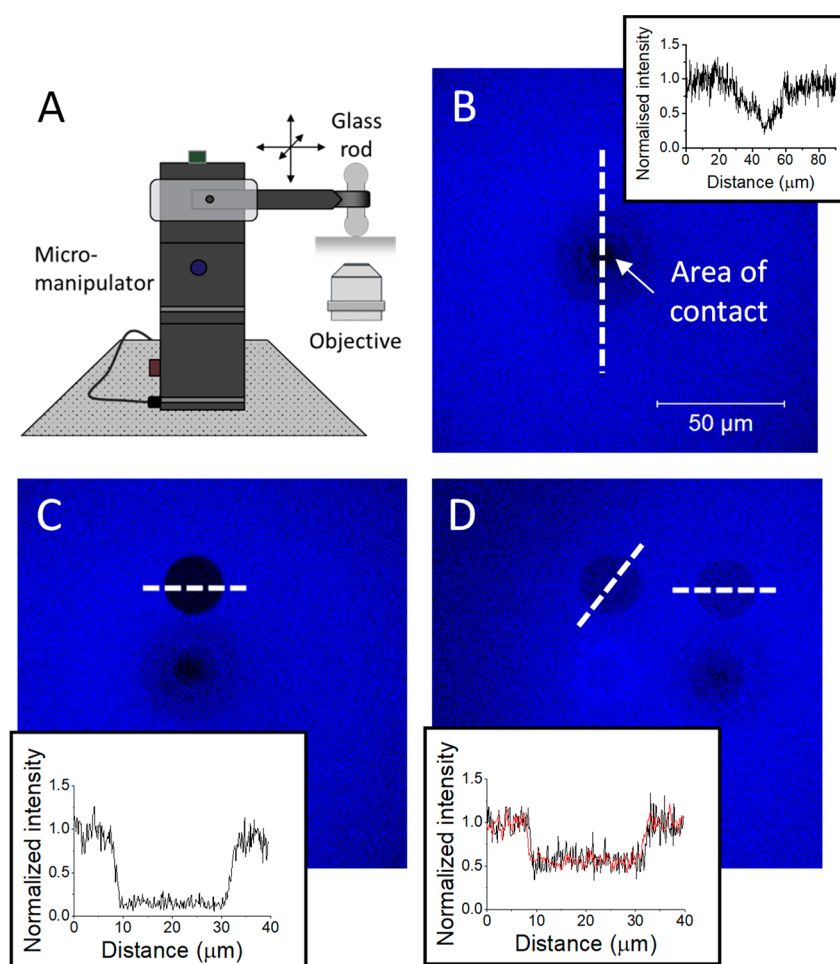 A
Glass
rod
Micro-
manipulator
Objective
B
Area of
contact
50 µm
Normalised intensity
1.5
1.0
0.5
0.0
0 20 40 60 80
Distance (µm)
C
Normalized intensity
1.5
1.0
0.5
0.0
0 10 20 30 40
Distance (µm)
D
Normalized intensity
1.5
1.0
0.5
0.0
0 10 20 30 40
Distance (µm)